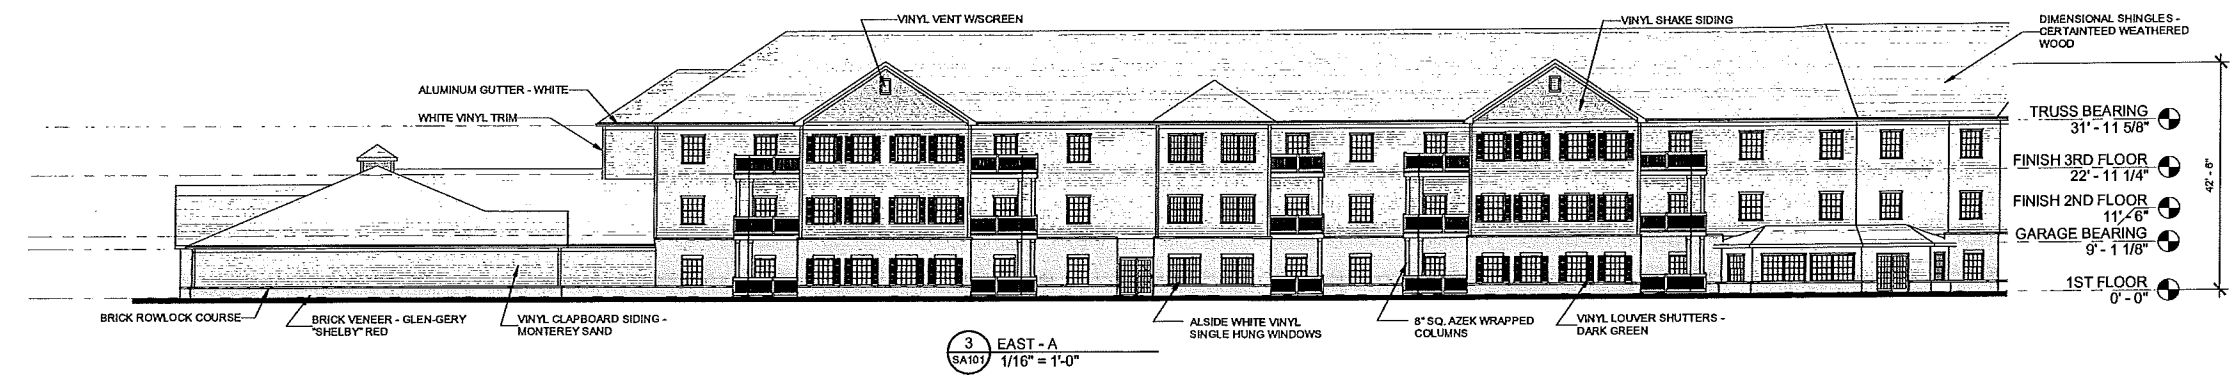 VINYL VENT W/SCREEN
VINYL SHAKE SIDING
DIMENSIONAL SHINGLES -
CERTAINTEED WEATHERED
WOOD
ALUMINUM GUTTER - WHITE
WHITE VINYL TRIM
TRUSS BEARING
31' - 11 5/8"
FINISH 3RD FLOOR
22' - 11 1/4"
FINISH 2ND FLOOR
11' - 6"
GARAGE BEARING
9' - 1 1/8"
1ST FLOOR
0' - 0"
42' - 6"
BRICK ROWLOCK COURSE
BRICK VENEER - GLEN-GERY
"SHELBY" RED
VINYL CLAPBOARD SIDING -
MONTEREY SAND
ALSIDE WHITE VINYL
SINGLE HUNG WINDOWS
8" SQ. AZEK WRAPPED
COLUMNS
VINYL LOUVER SHUTTERS -
DARK GREEN
3
SA101
EAST - A
1/16" = 1'-0"